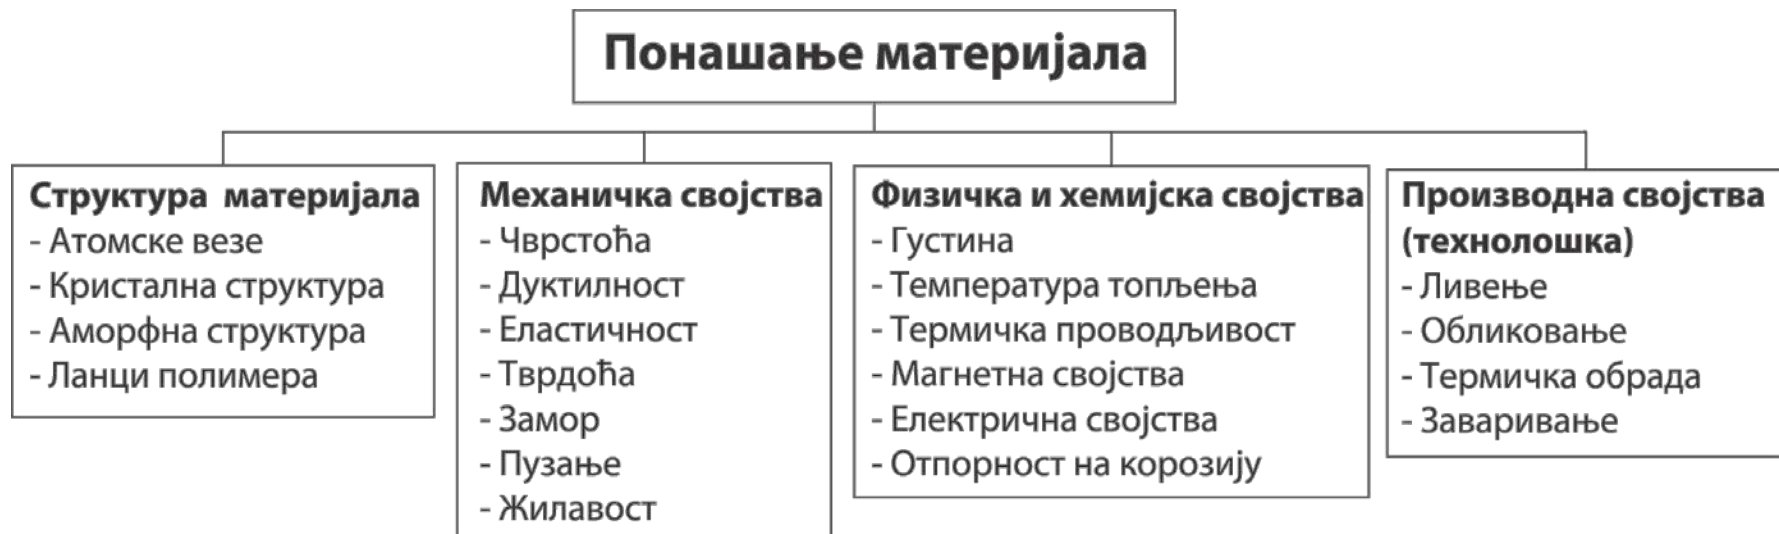 Понашање материјала
Структура материјала
- Атомске везе
- Кристална структура
- Аморфна структура
- Ланци полимера
Механичка својства
- Чврстоћа
- Дуктилност
- Еластичност
- Тврдоћа
- Замор
- Пузање
- Жилавост
Физичка и хемијска својства
- Густина
- Температура топљења
- Термичка проводљивост
- Магнетна својства
- Електрична својства
- Отпорност на корозију
Производна својства
(технолошка)
- Ливење
- Обликовање
- Термичка обрада
- Заваривање